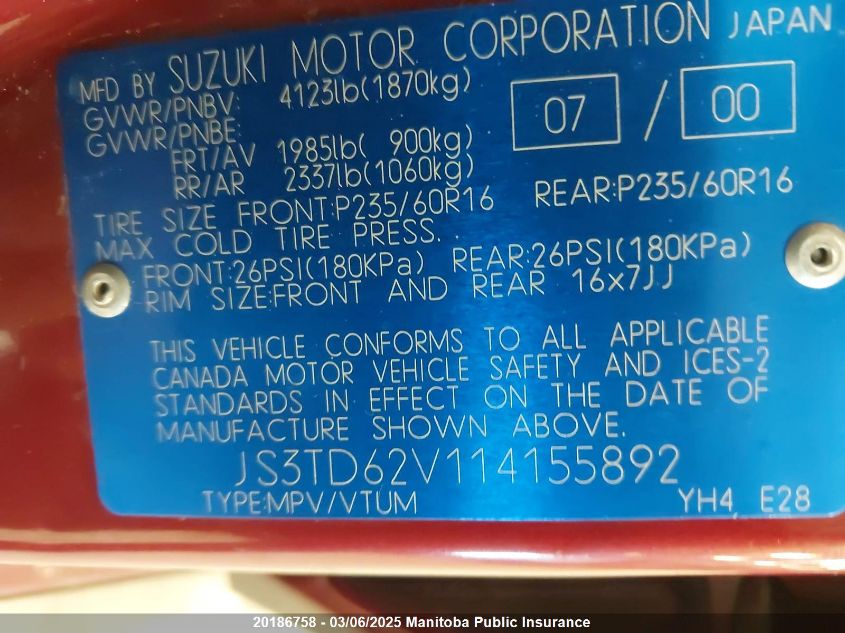 MFD BY SUZUKI MOTOR CORPORATION JAPAN
GVWR/PNBV: 4123lb(1870kg)
GVWR/PNBE: 07 / 00
FRT/AV 1985lb( 900kg)
RR/AR 2337lb(1060kg)
TIRE SIZE FRONT:P235/60R16 REAR:P235/60R16
MAX COLD TIRE PRESS.
FRONT:26PSI(180KPa) REAR:26PSI(180KPa)
RIM SIZE:FRONT AND REAR 16x7JJ
THIS VEHICLE CONFORMS TO ALL APPLICABLE
CANADA MOTOR VEHICLE SAFETY AND ICES-2
STANDARDS IN EFFECT ON THE DATE OF
MANUFACTURE SHOWN ABOVE.
JS3TD62V114155892
TYPE:MPV/VTUM YH4 E28
20186758 - 03/06/2025 Manitoba Public Insurance